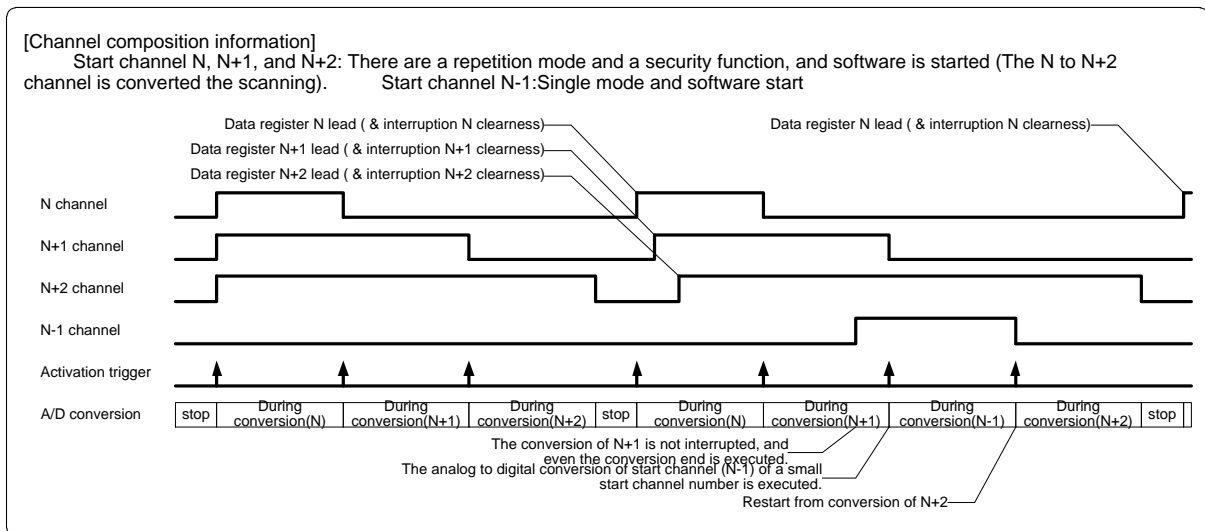 [Channel composition information]
Start channel N, N+1, and N+2: There are a repetition mode and a security function, and software is started (The N to N+2
channel is converted the scanning). Start channel N-1:Single mode and software start
Data register N lead ( & interruption N clearness)
Data register N lead ( & interruption N clearness)
Data register N+1 lead ( & interruption N+1 clearness)
Data register N+2 lead ( & interruption N+2 clearness)
N channel
N+1 channel
N+2 channel
N-1 channel
Activation trigger
A/D conversion
stop
During
conversion(N)
During
conversion(N+1)
During
conversion(N+2)
stop
During
conversion(N)
During
conversion(N+1)
During
conversion(N-1)
During
conversion(N+2)
stop
The conversion of N+1 is not interrupted, and
even the conversion end is executed.
The analog to digital conversion of start channel (N-1) of a small
start channel number is executed.
Restart from conversion of N+2